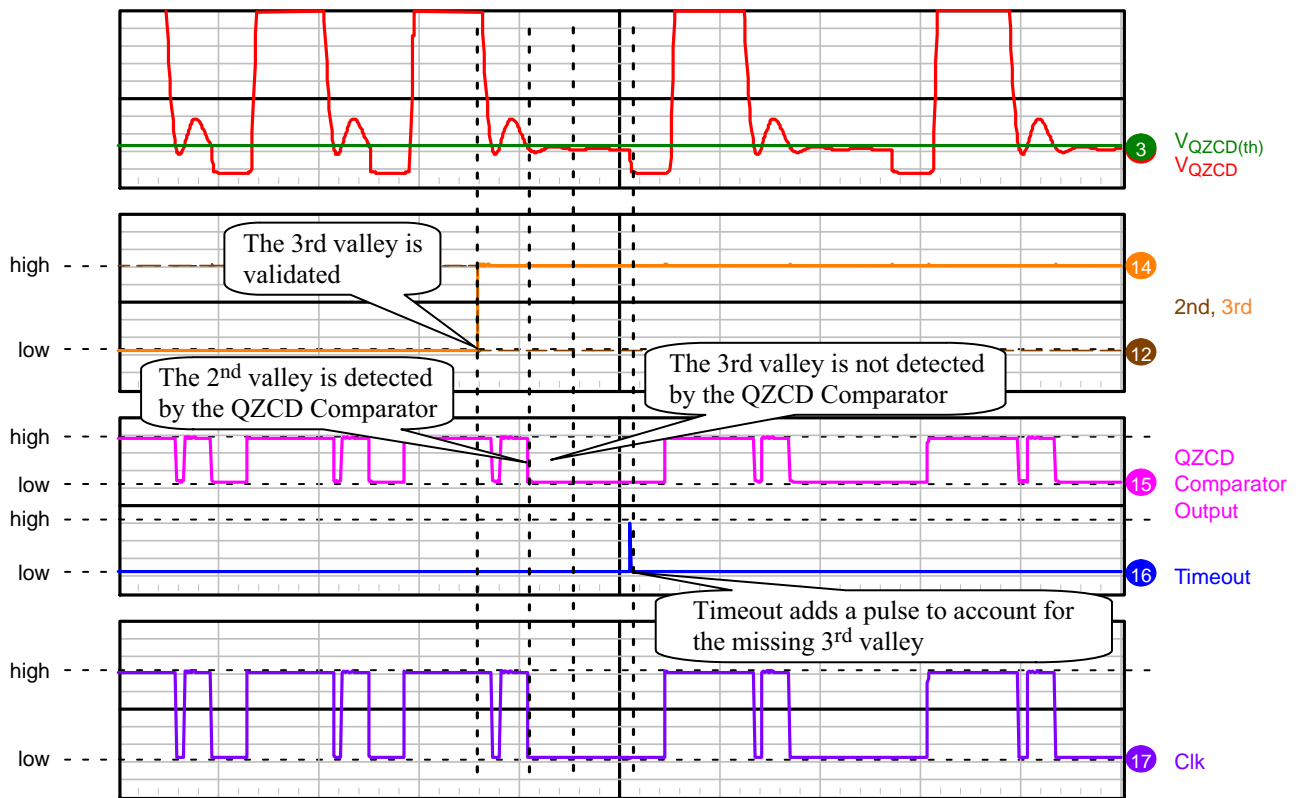 3
VQZCD(th)
VQZCD
The 3rd valley is
validated
high
14
2nd, 3rd
low
12
The 2nd valley is detected
by the QZCD Comparator
The 3rd valley is not detected
by the QZCD Comparator
high
low
15
QZCD
Comparator
Output
high
low
16
Timeout
Timeout adds a pulse to account for
the missing 3rd valley
high
low
17
Clk